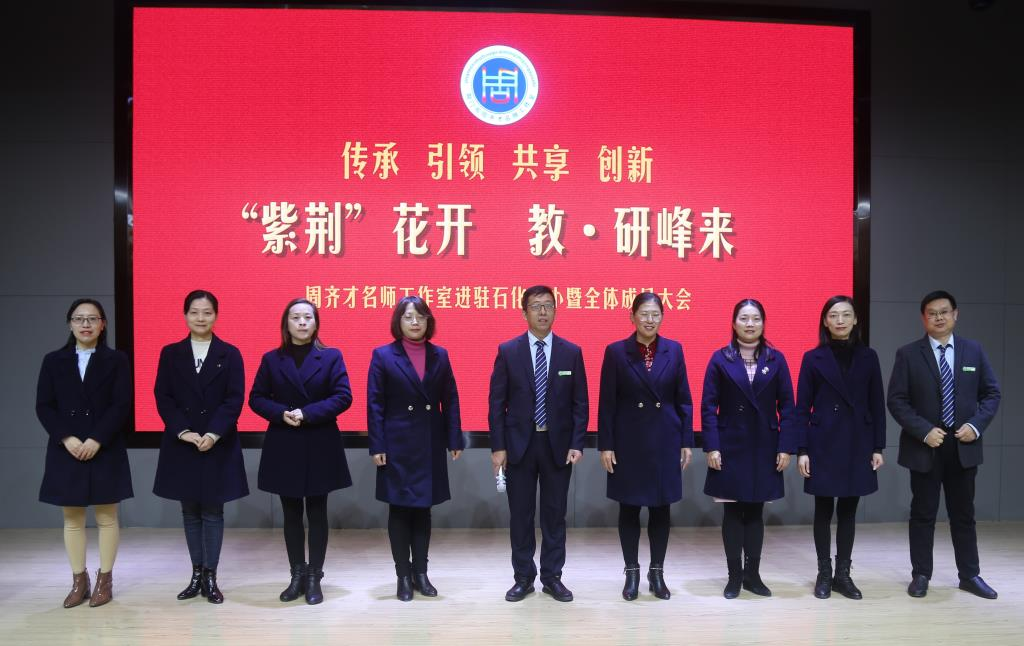 传承 引领 共享 创新
“紫荆”花开 教·研峰来
周齐才名师工作室进驻石化 小暨全体成员大会